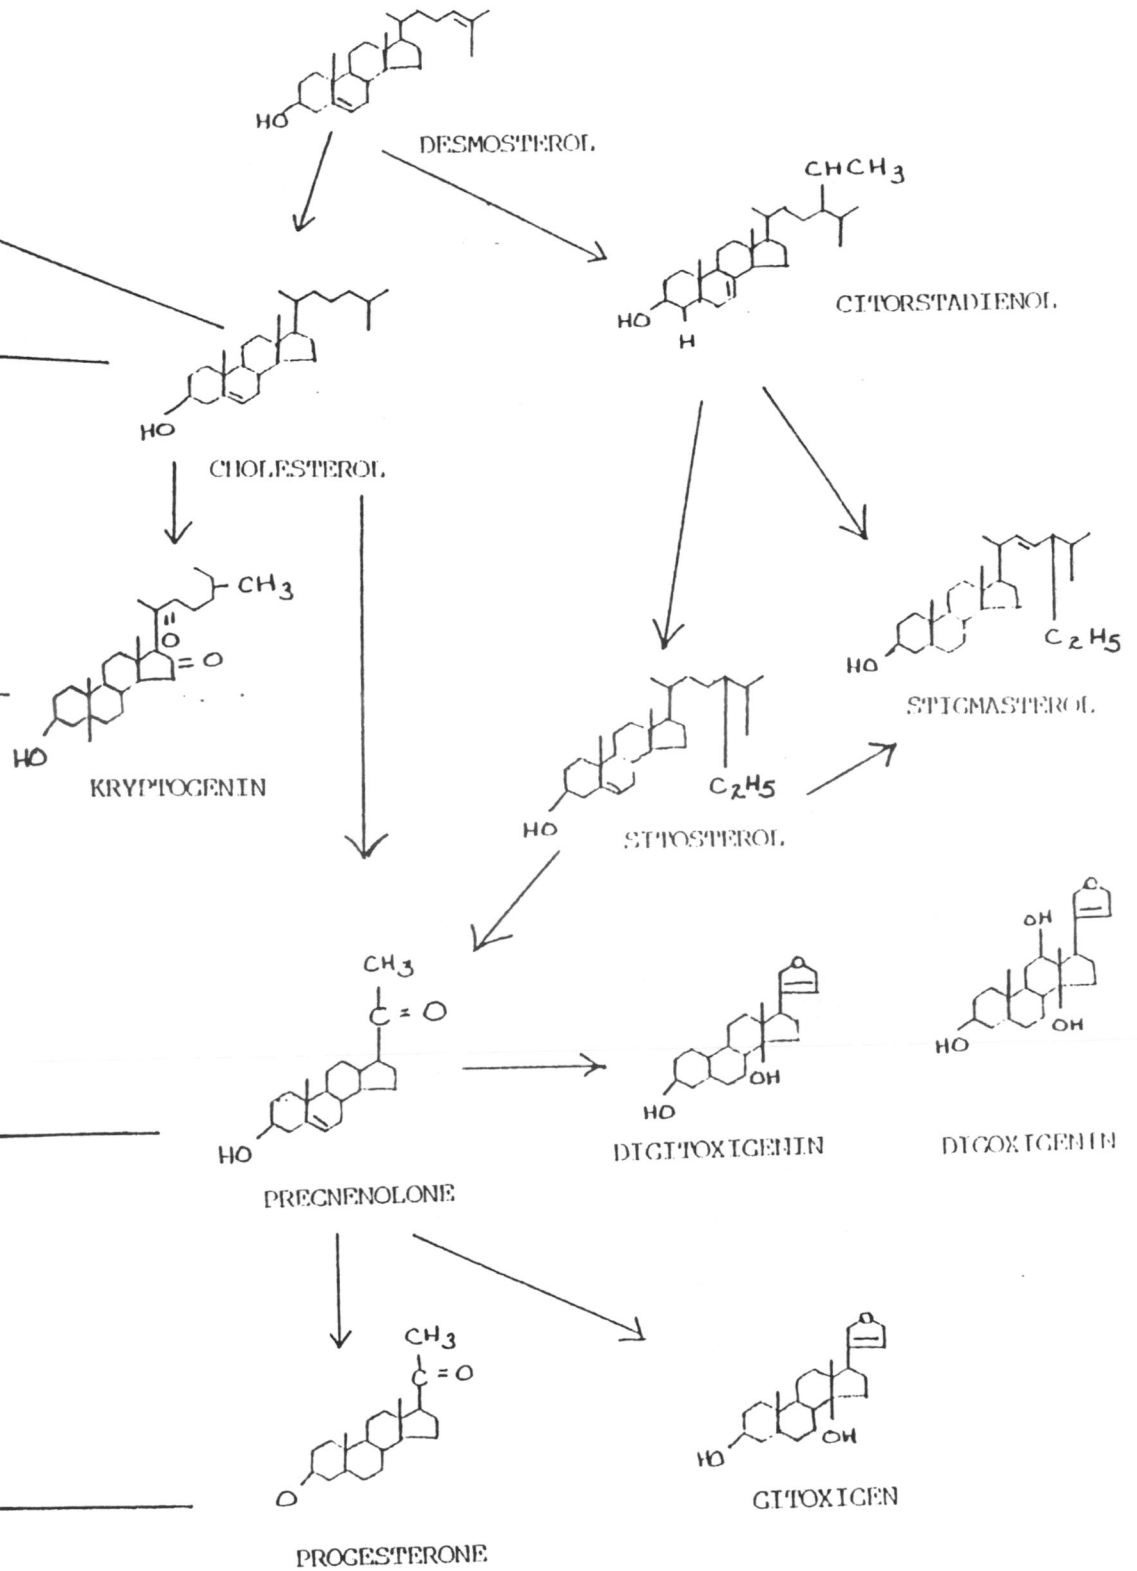 HO
DESMOSTEROL
CHCH3
HO
H
CITORSTADIENOL
HO
CHOLESTEROL
CH3
O
= O
HO
KRYPTOGENIN
C2H5
HO
STIGMASTEROL
C2H5
HO
SITOSTEROL
CH3
C = O
HO
PREGNENOLONE
O
OH
HO
DIGITOXIGENIN
O
OH
OH
HO
DIGOXIGENIN
CH3
C = O
O
PROGESTERONE
O
OH
HO
GITOXIGEN